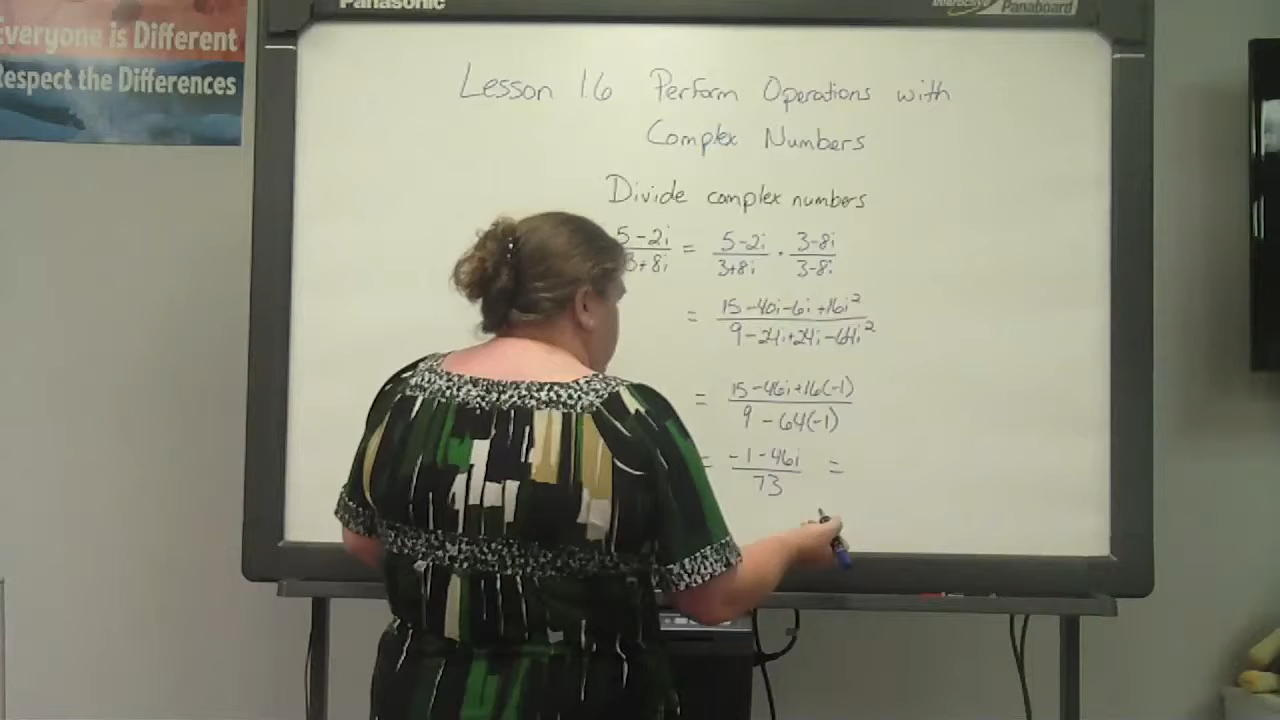 Panasonic
Panaboard
Everyone is Different
Respect the Differences
Lesson 1.6 Perform Operations with
Complex Numbers
Divide complex numbers
5-2i / 3+8i = 5-2i / 3+8i · 3-8i / 3-8i
= 15-40i-6i+16i² / 9-24i+24i-64i²
= 15-46i+16(-1) / 9-64(-1)
= -1-46i / 73 =